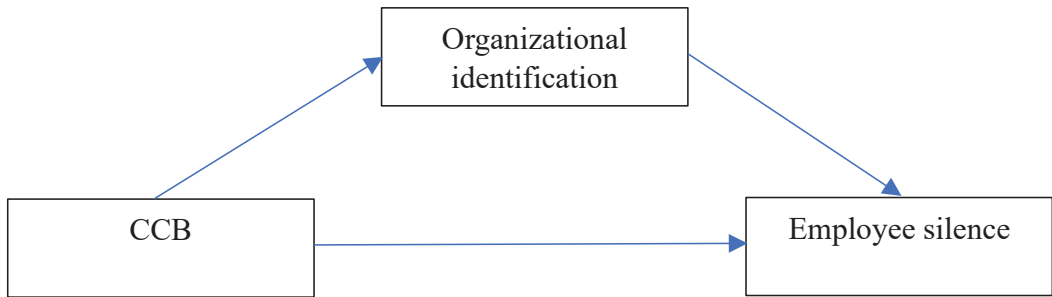 Organizational
identification
CCB
Employee silence